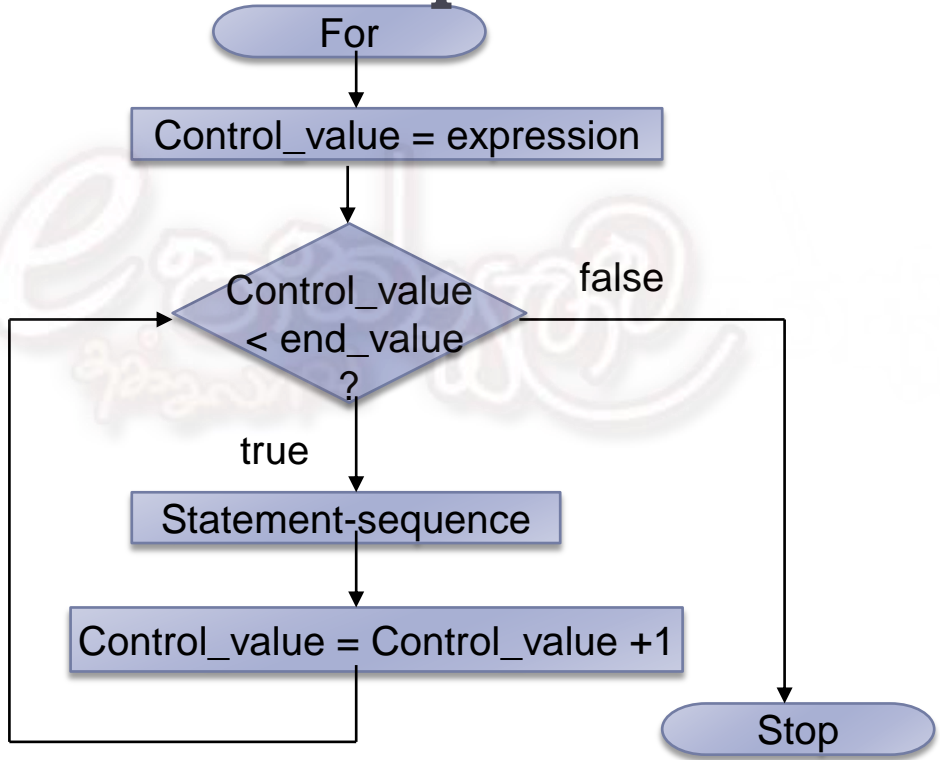 For
Control_value = expression
Control_value
< end_value
?
false
true
Statement-sequence
Control_value = Control_value +1
Stop